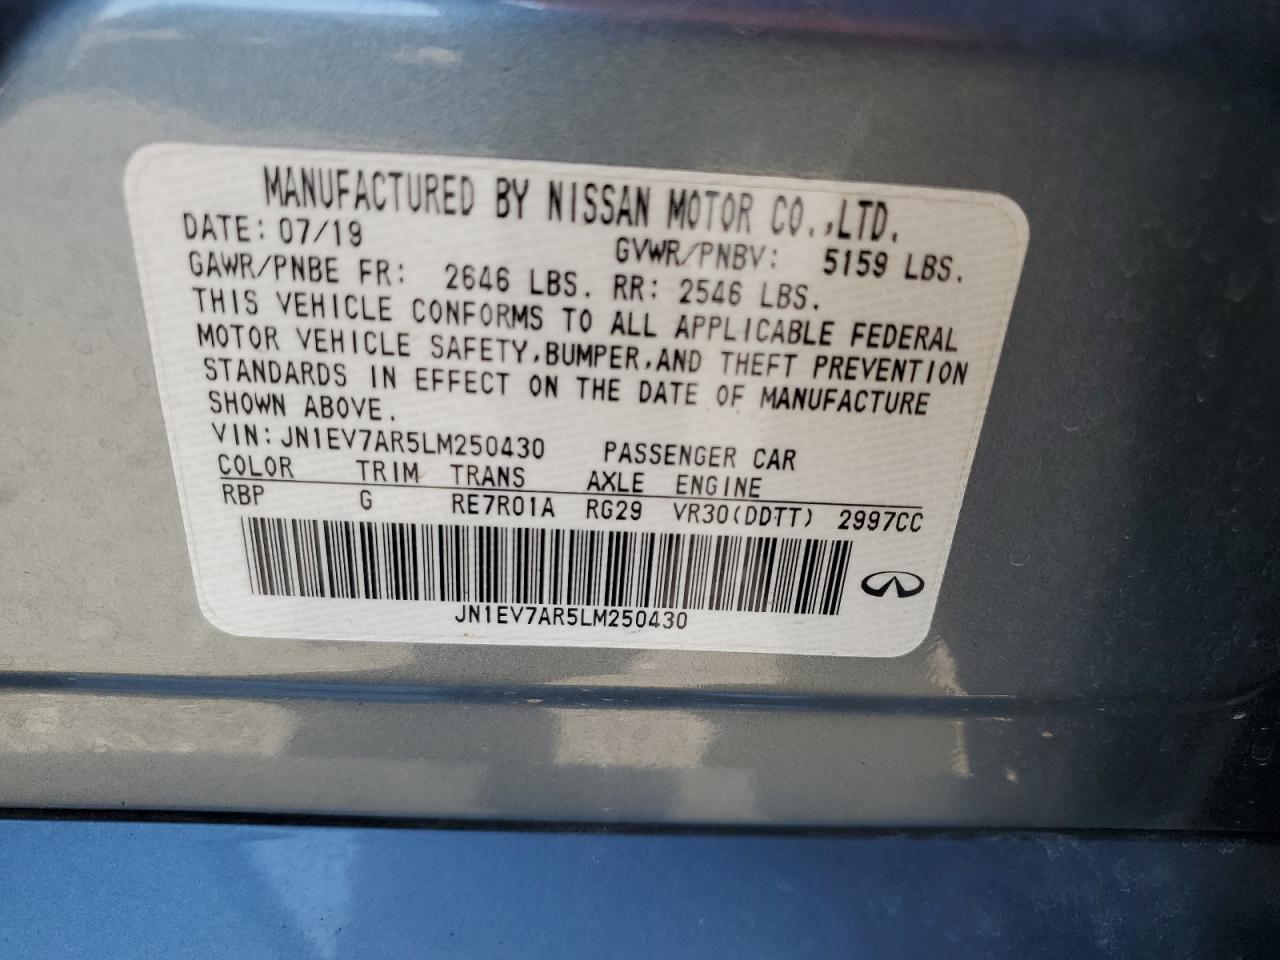 MANUFACTURED BY NISSAN MOTOR CO.,LTD.
DATE: 07/19 GVWR/PNBV: 5159 LBS.
GAWR/PNBE FR: 2646 LBS. RR: 2546 LBS.
THIS VEHICLE CONFORMS TO ALL APPLICABLE FEDERAL
MOTOR VEHICLE SAFETY,BUMPER,AND THEFT PREVENTION
STANDARDS IN EFFECT ON THE DATE OF MANUFACTURE
SHOWN ABOVE.
VIN: JN1EV7AR5LM250430 PASSENGER CAR
COLOR TRIM TRANS AXLE ENGINE
RBP G RE7R01A RG29 VR30(DDTT) 2997CC
JN1EV7AR5LM250430